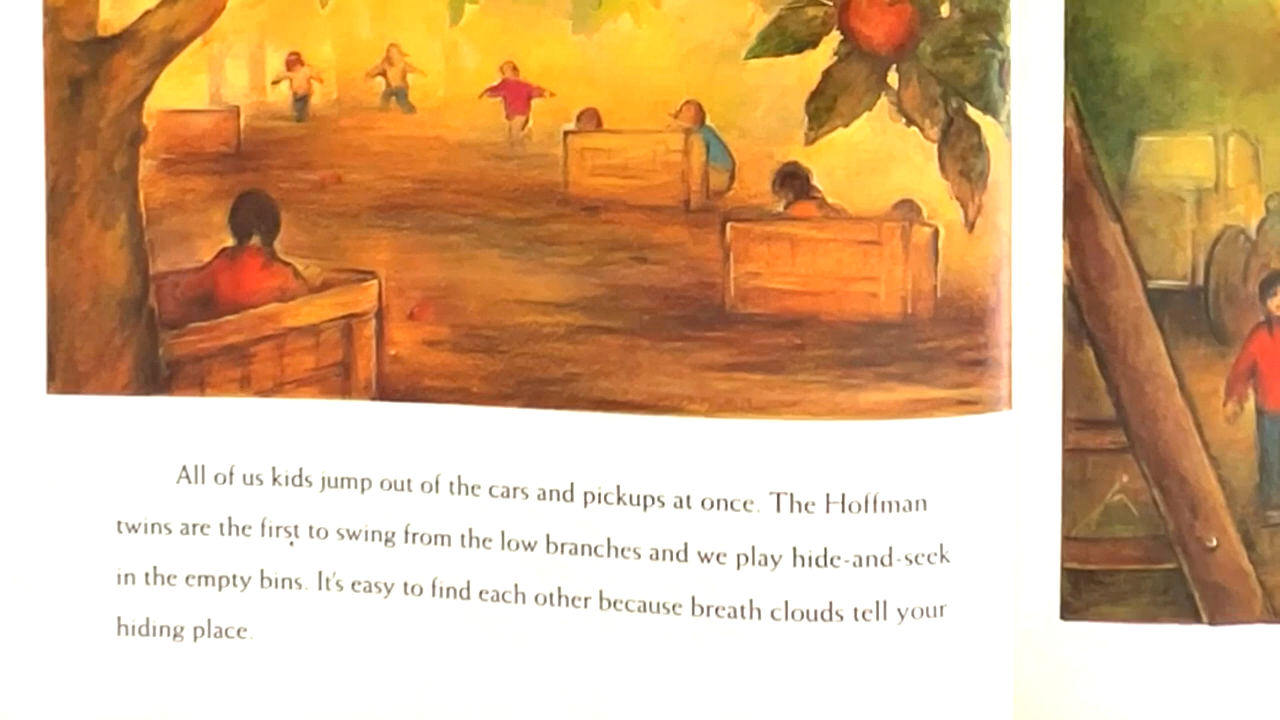 All of us kids jump out of the cars and pickups at once. The Hoffman
twins are the first to swing from the low branches and we play hide-and-seek
in the empty bins. It's easy to find each other because breath clouds tell your
hiding place.